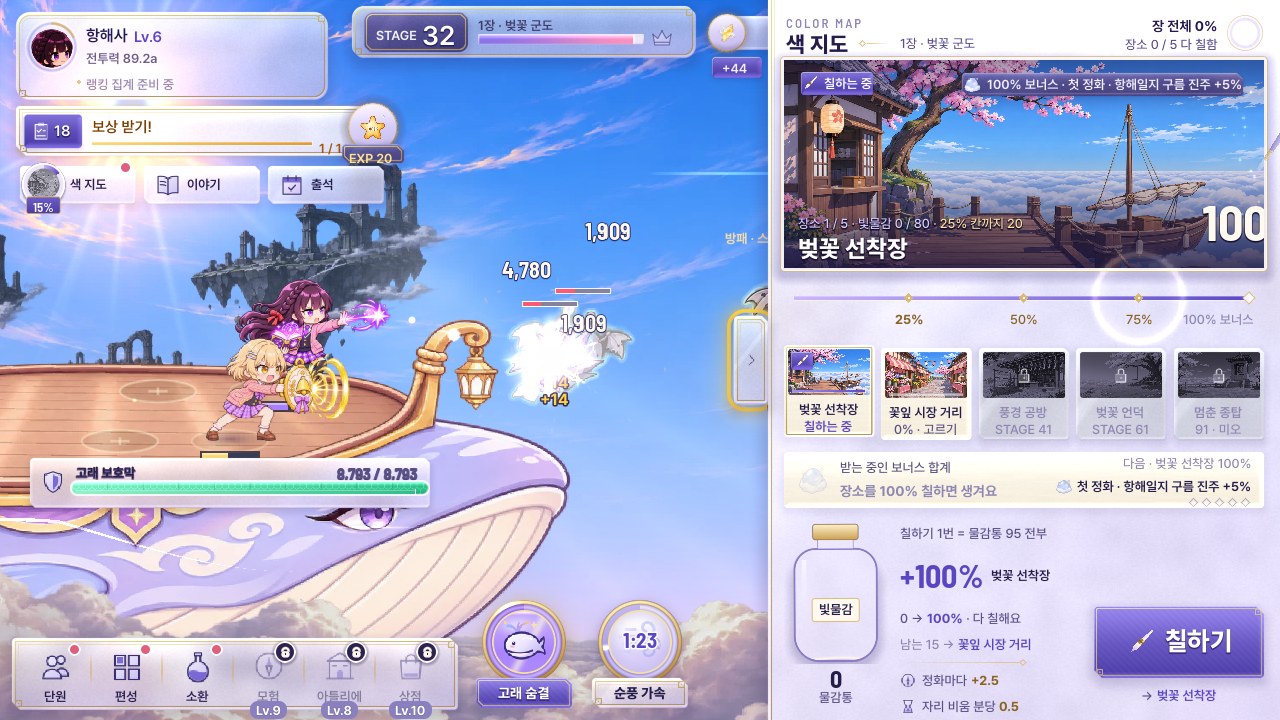 항해사 Lv.6
전투력 89.2a
랭킹 집계 준비 중
18 보상 받기!
1/1
EXP 20
색 지도
15%
이야기
출석
STAGE 32
1장 · 벚꽃 군도
+44
1,909
4,780
1,909
+14
방패 · 스
고래 보호막 8,793 / 8,793
단원
편성
소환
모험
Lv.9
아틀리에
Lv.8
상점
Lv.10
고래 숨결
1:23
순풍 가속
COLOR MAP
색 지도
1장 · 벚꽃 군도
장 전체 0%
장소 0 / 5 다 칠함
칠하는 중
100% 보너스 · 첫 정화 · 항해일지 구름 진주 +5%
장소 1 / 5 · 빛물감 0 / 80 · 25% 칸까지 20
벚꽃 선착장
100
25%
50%
75%
100% 보너스
벚꽃 선착장
칠하는 중
꽃잎 시장 거리
0% · 고르기
풍경 공방
STAGE 41
벚꽃 언덕
STAGE 61
멈춘 종탑
91 · 미오
받는 중인 보너스 합계
장소를 100% 칠하면 생겨요
다음 · 벚꽃 선착장 100%
첫 정화 · 항해일지 구름 진주 +5%
빛물감
0
물감통
칠하기 1번 = 물감통 95 전부
+100% 벚꽃 선착장
0 → 100% · 다 칠해요
남는 15 → 꽃잎 시장 거리
정화마다 +2.5
자리 비움 분당 0.5
칠하기
→ 벚꽃 선착장